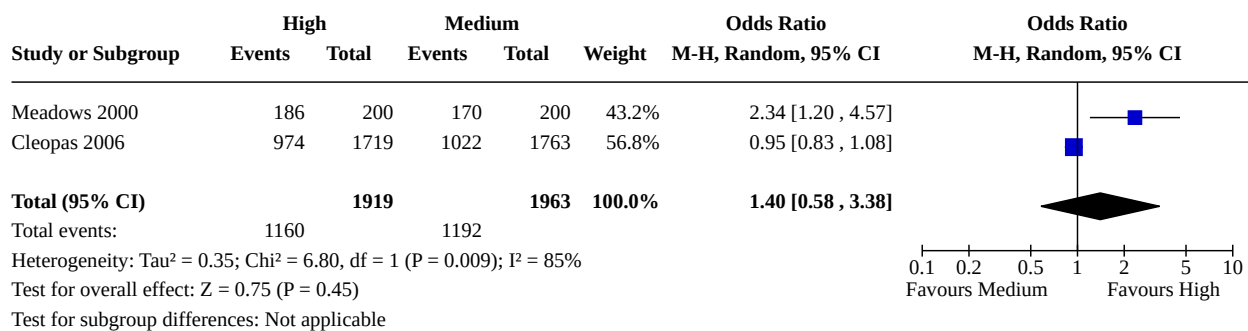 High Medium Odds Ratio Odds Ratio
Study or Subgroup Events Total Events Total Weight M-H, Random, 95% CI M-H, Random, 95% CI
Meadows 2000 186 200 170 200 43.2% 2.34 [1.20 , 4.57]
Cleopas 2006 974 1719 1022 1763 56.8% 0.95 [0.83 , 1.08]
Total (95% CI) 1919 1963 100.0% 1.40 [0.58 , 3.38]
Total events: 1160 1192
Heterogeneity: Tau² = 0.35; Chi² = 6.80, df = 1 (P = 0.009); I² = 85%
0.1 0.2 0.5 1 2 5 10
Test for overall effect: Z = 0.75 (P = 0.45) Favours Medium Favours High
Test for subgroup differences: Not applicable